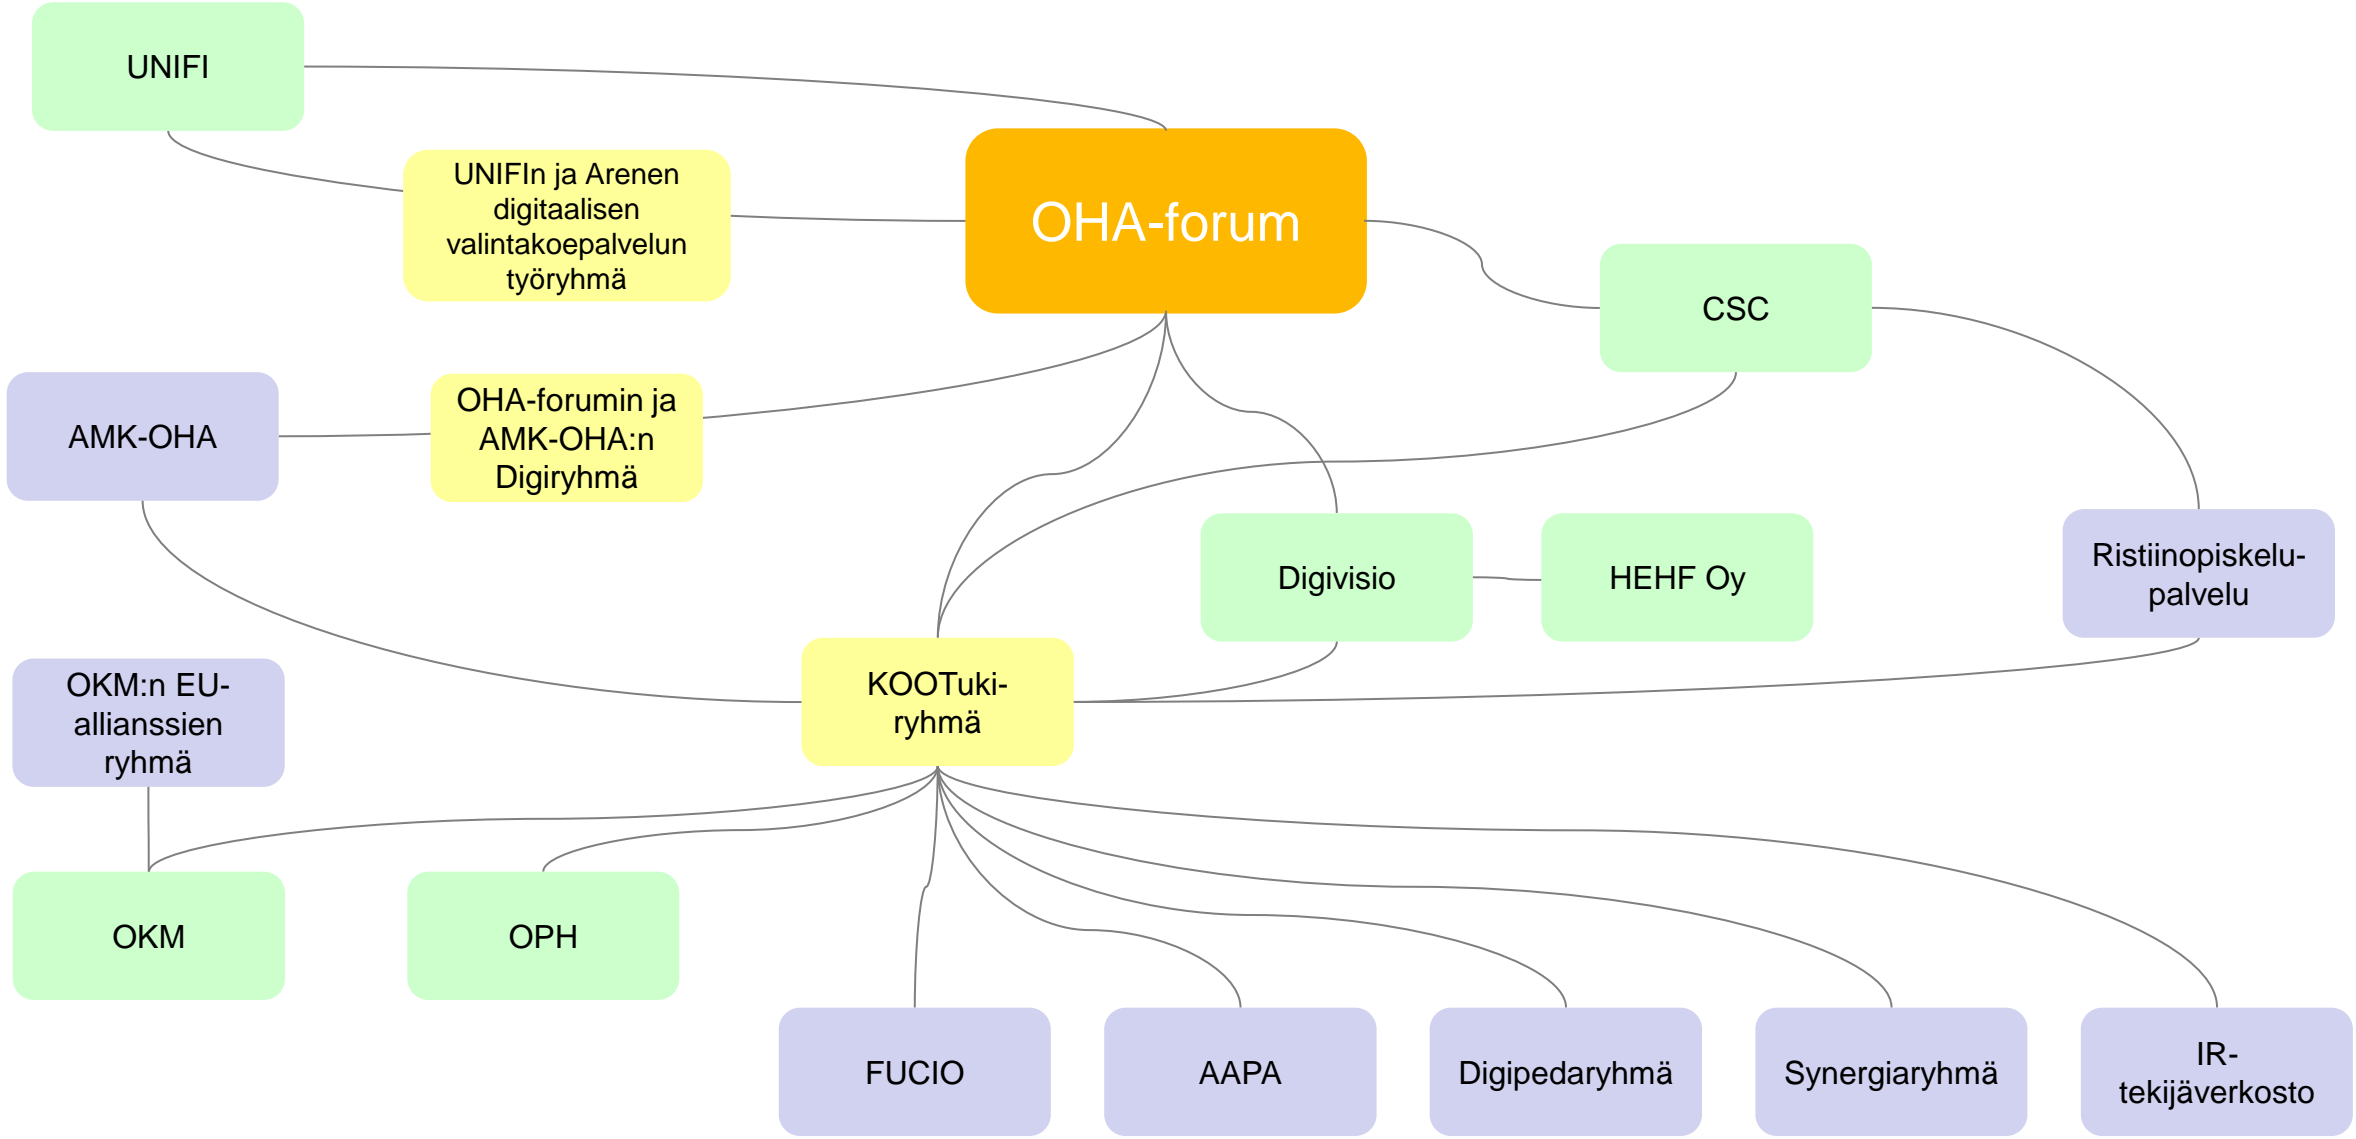 UNIFI
UNIFIn ja Arenen
digitaalisen
valintakoepalvelun
työryhmä
OHA-forum
CSC
AMK-OHA
OHA-forumin ja
AMK-OHA:n
Digiryhmä
Digivisio
HEHF Oy
Ristiinopiskelu-
palvelu
OKM:n EU-
allianssien
ryhmä
KOOTuki-
ryhmä
OKM
OPH
FUCIO
AAPA
Digipedaryhmä
Synergiaryhmä
IR-
tekijäverkosto